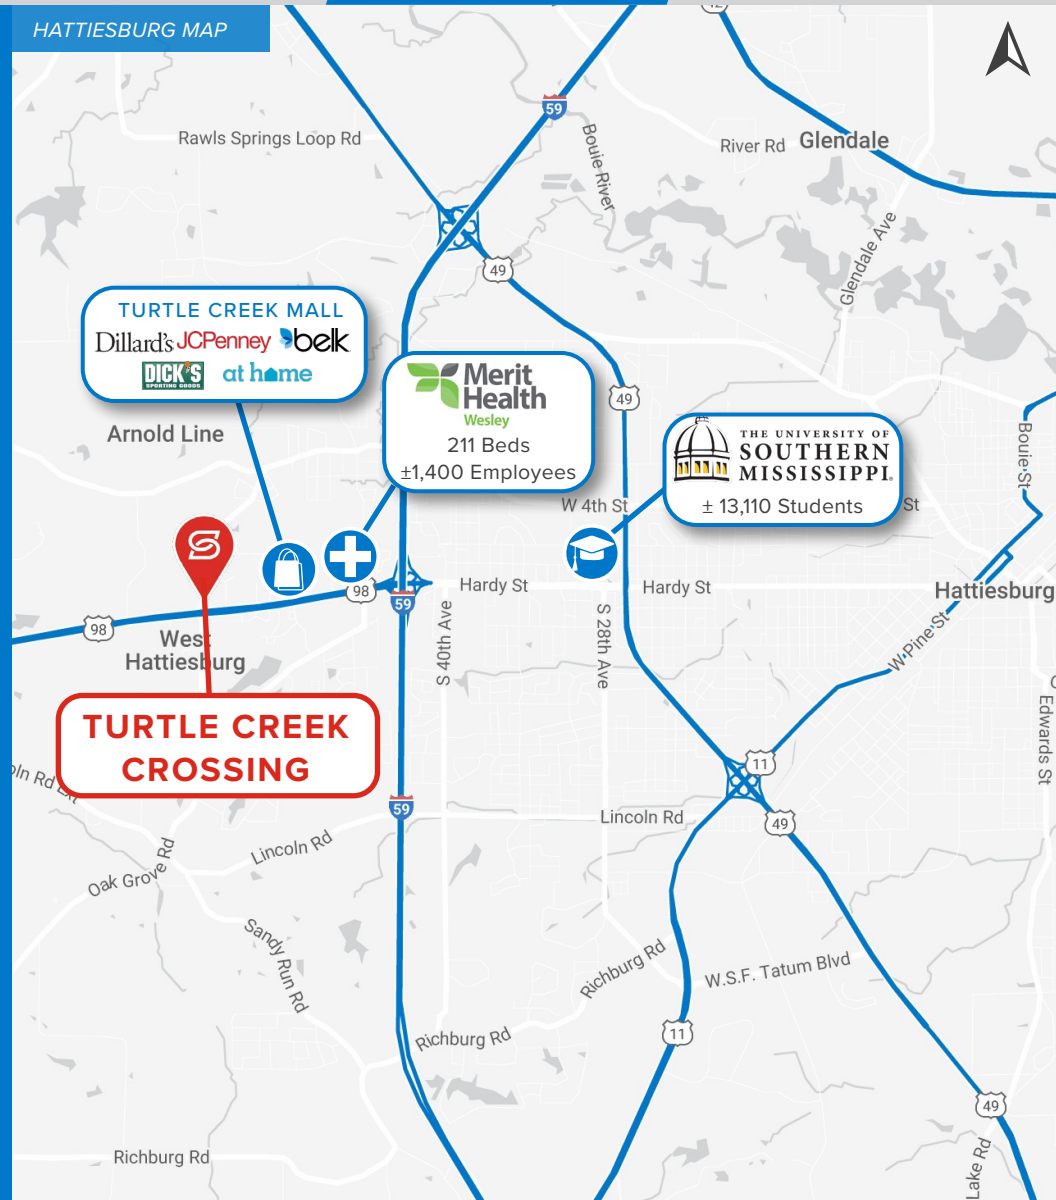 HATTIESBURG MAP
42
59
Rawls Springs Loop Rd
Bouie River
River Rd
Glendale
Glendale Ave
49
TURTLE CREEK MALL
Dillard's JCPenney belk
DICK'S
SPORTING GOODS
at home
Merit
Health
Wesley
211 Beds
±1,400 Employees
49
THE UNIVERSITY OF
SOUTHERN
MISSISSIPPI.
± 13,110 Students
Arnold Line
Bouie St
W 4th St
St
98
Hardy St
Hardy St
Hattiesburg
59
98
West
Hattiesburg
S 40th Ave
S 28th Ave
W Pine St
TURTLE CREEK
CROSSING
Edwards St
11
oln Rd Ext
59
Lincoln Rd
49
Lincoln Rd
Oak Grove Rd
Sandy Run Rd
Richburg Rd
W.S.F. Tatum Blvd
Richburg Rd
11
49
Richburg Rd
Lake Rd